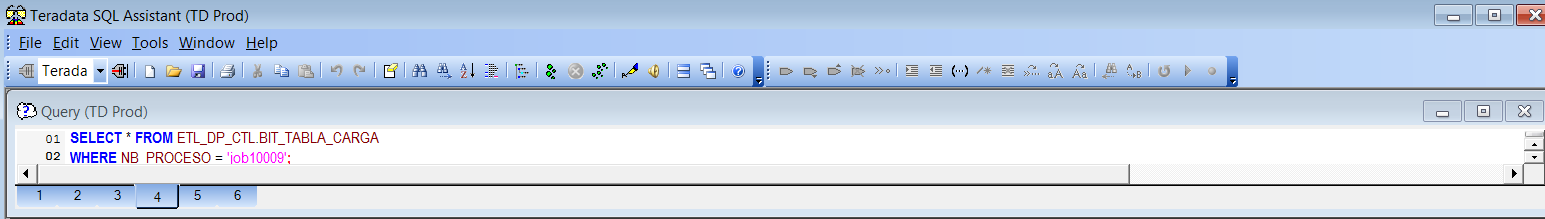 Teradata SQL Assistant (TD Prod)
File Edit View Tools Window Help
Terada
Query (TD Prod)
01 SELECT * FROM ETL_DP_CTL.BIT_TABLA_CARGA
02 WHERE NB_PROCESO = 'job10009';
1 2 3 4 5 6